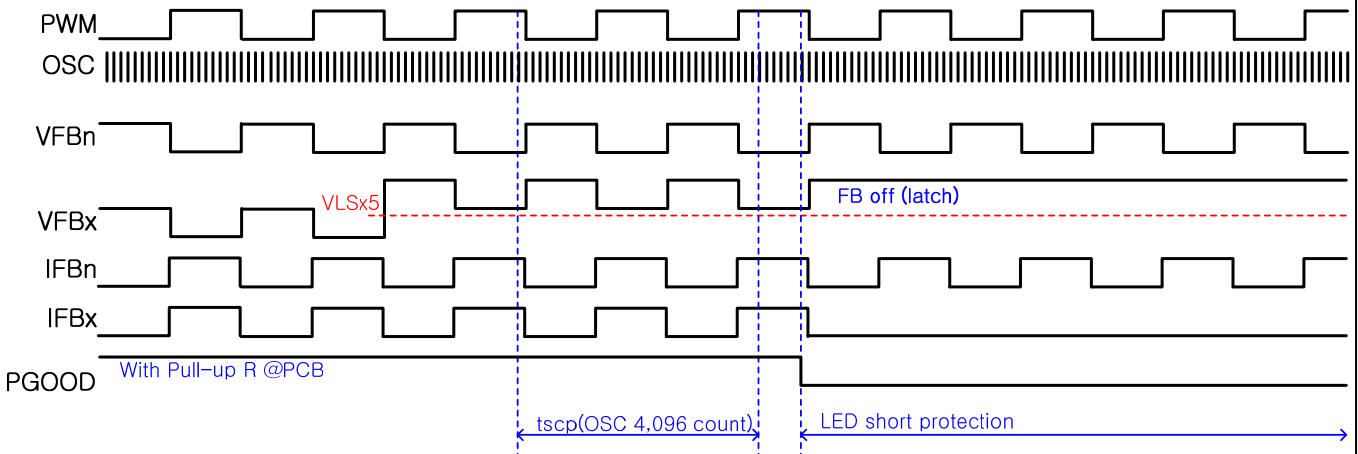 PWM
OSC
VFBn
VLSx5
FB off (latch)
VFBx
IFBn
IFBx
With Pull-up R @PCB
PGOOD
tscp(OSC 4,096 count)
LED short protection